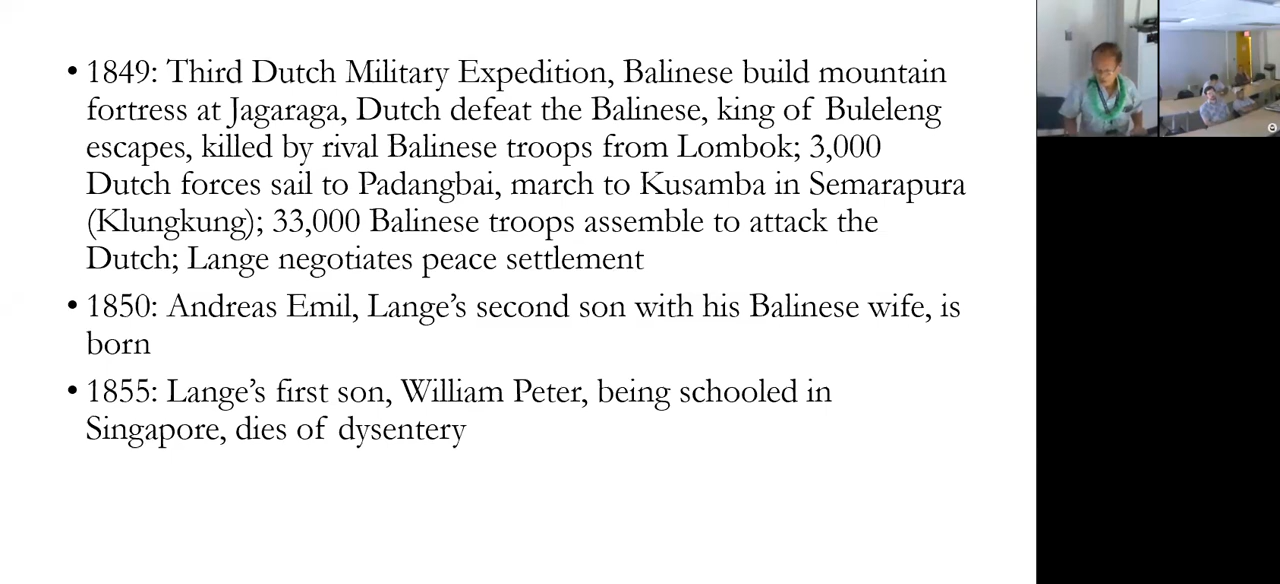 • 1849: Third Dutch Military Expedition, Balinese build mountain
fortress at Jagaraga, Dutch defeat the Balinese, king of Buleleng
escapes, killed by rival Balinese troops from Lombok; 3,000
Dutch forces sail to Padangbai, march to Kusamba in Semarapura
(Klungkung); 33,000 Balinese troops assemble to attack the
Dutch; Lange negotiates peace settlement
• 1850: Andreas Emil, Lange’s second son with his Balinese wife, is
born
• 1855: Lange’s first son, William Peter, being schooled in
Singapore, dies of dysentery